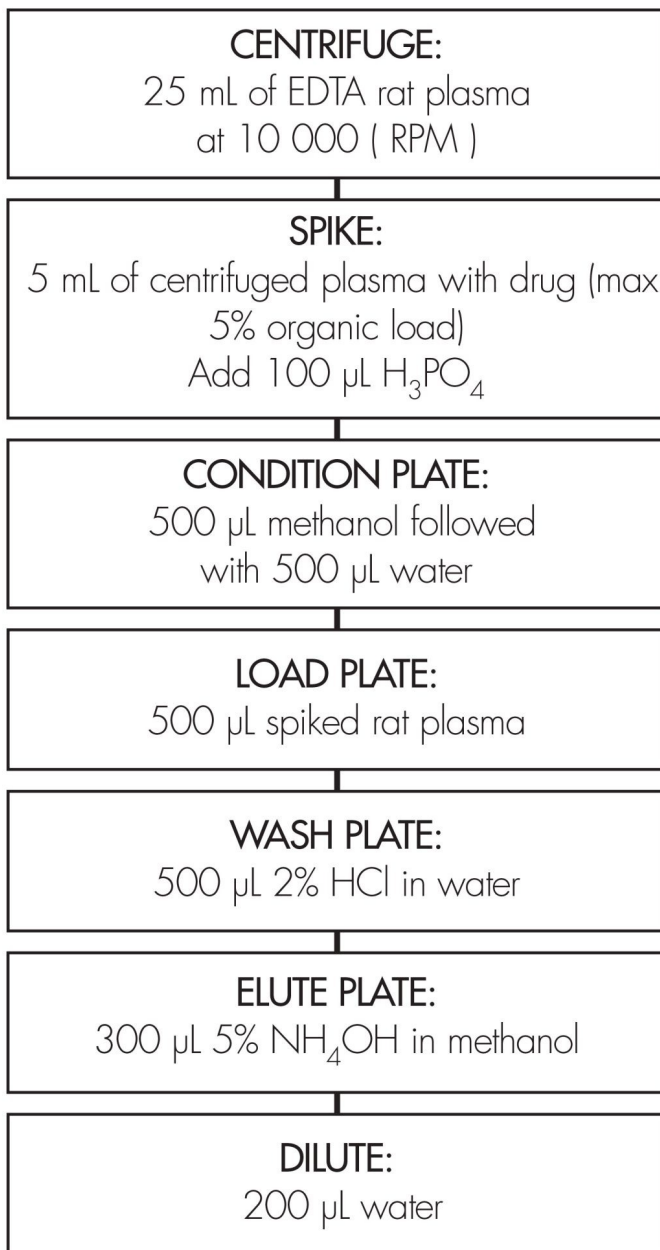 CENTRIFUGE:
25 mL of EDTA rat plasma
at 10 000 ( RPM )
SPIKE:
5 mL of centrifuged plasma with drug (max
5% organic load)
Add 100 µL H₃PO₄
CONDITION PLATE:
500 µL methanol followed
with 500 µL water
LOAD PLATE:
500 µL spiked rat plasma
WASH PLATE:
500 µL 2% HCl in water
ELUTE PLATE:
300 µL 5% NH₄OH in methanol
DILUTE:
200 µL water